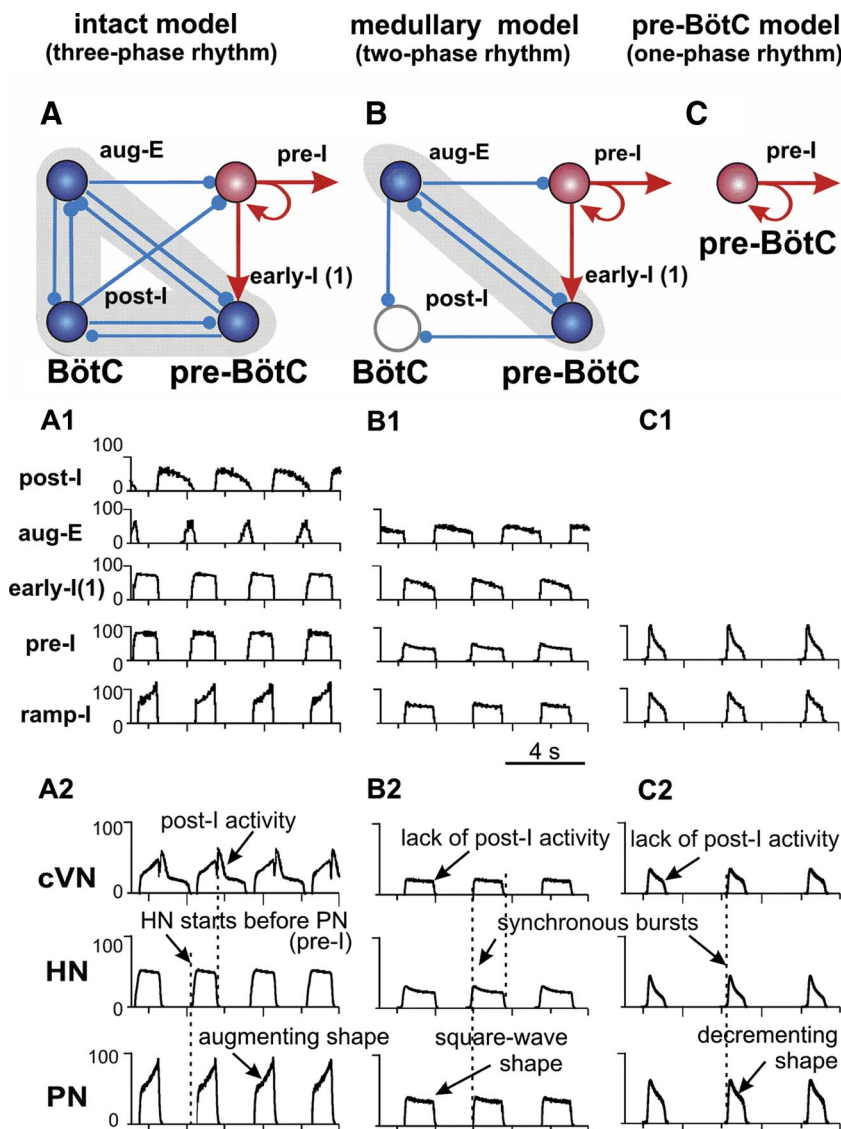 intact model
(three-phase rhythm)
medullary model
(two-phase rhythm)
pre-BötC model
(one-phase rhythm)
A
aug-E
pre-I
post-I
early-I (1)
BötC
pre-BötC
B
aug-E
pre-I
post-I
early-I (1)
BötC
pre-BötC
C
pre-I
pre-BötC
A1
B1
C1
post-I
100
0
aug-E
100
0
early-I(1)
100
0
pre-I
100
0
ramp-I
100
0
4 s
A2
B2
C2
cVN
100
0
post-I activity
lack of post-I activity
lack of post-I activity
HN
100
0
HN starts before PN
(pre-I)
synchronous bursts
PN
100
0
augmenting shape
square-wave
shape
decrementing
shape